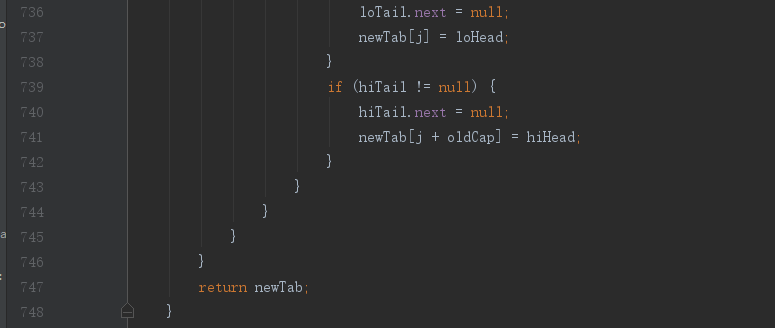 736 loTail.next = null;
737 newTab[j] = loHead;
738 }
739 if (hiTail != null) {
740 hiTail.next = null;
741 newTab[j + oldCap] = hiHead;
742 }
743 }
744 }
745 }
746 }
747 return newTab;
748 }